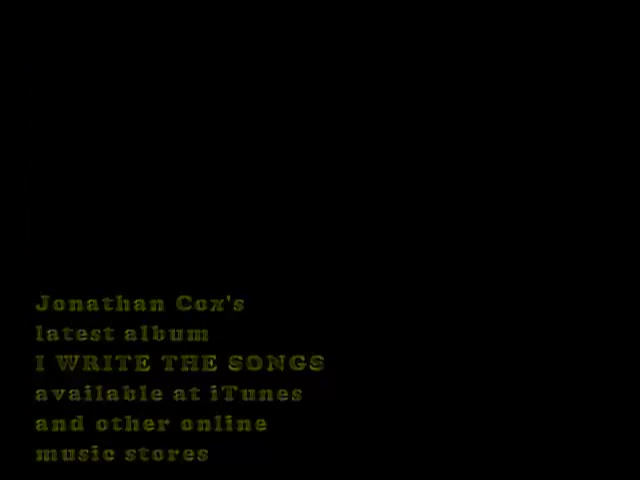 Jonathan Cox's
latest album
I WRITE THE SONGS
available at iTunes
and other online
music stores